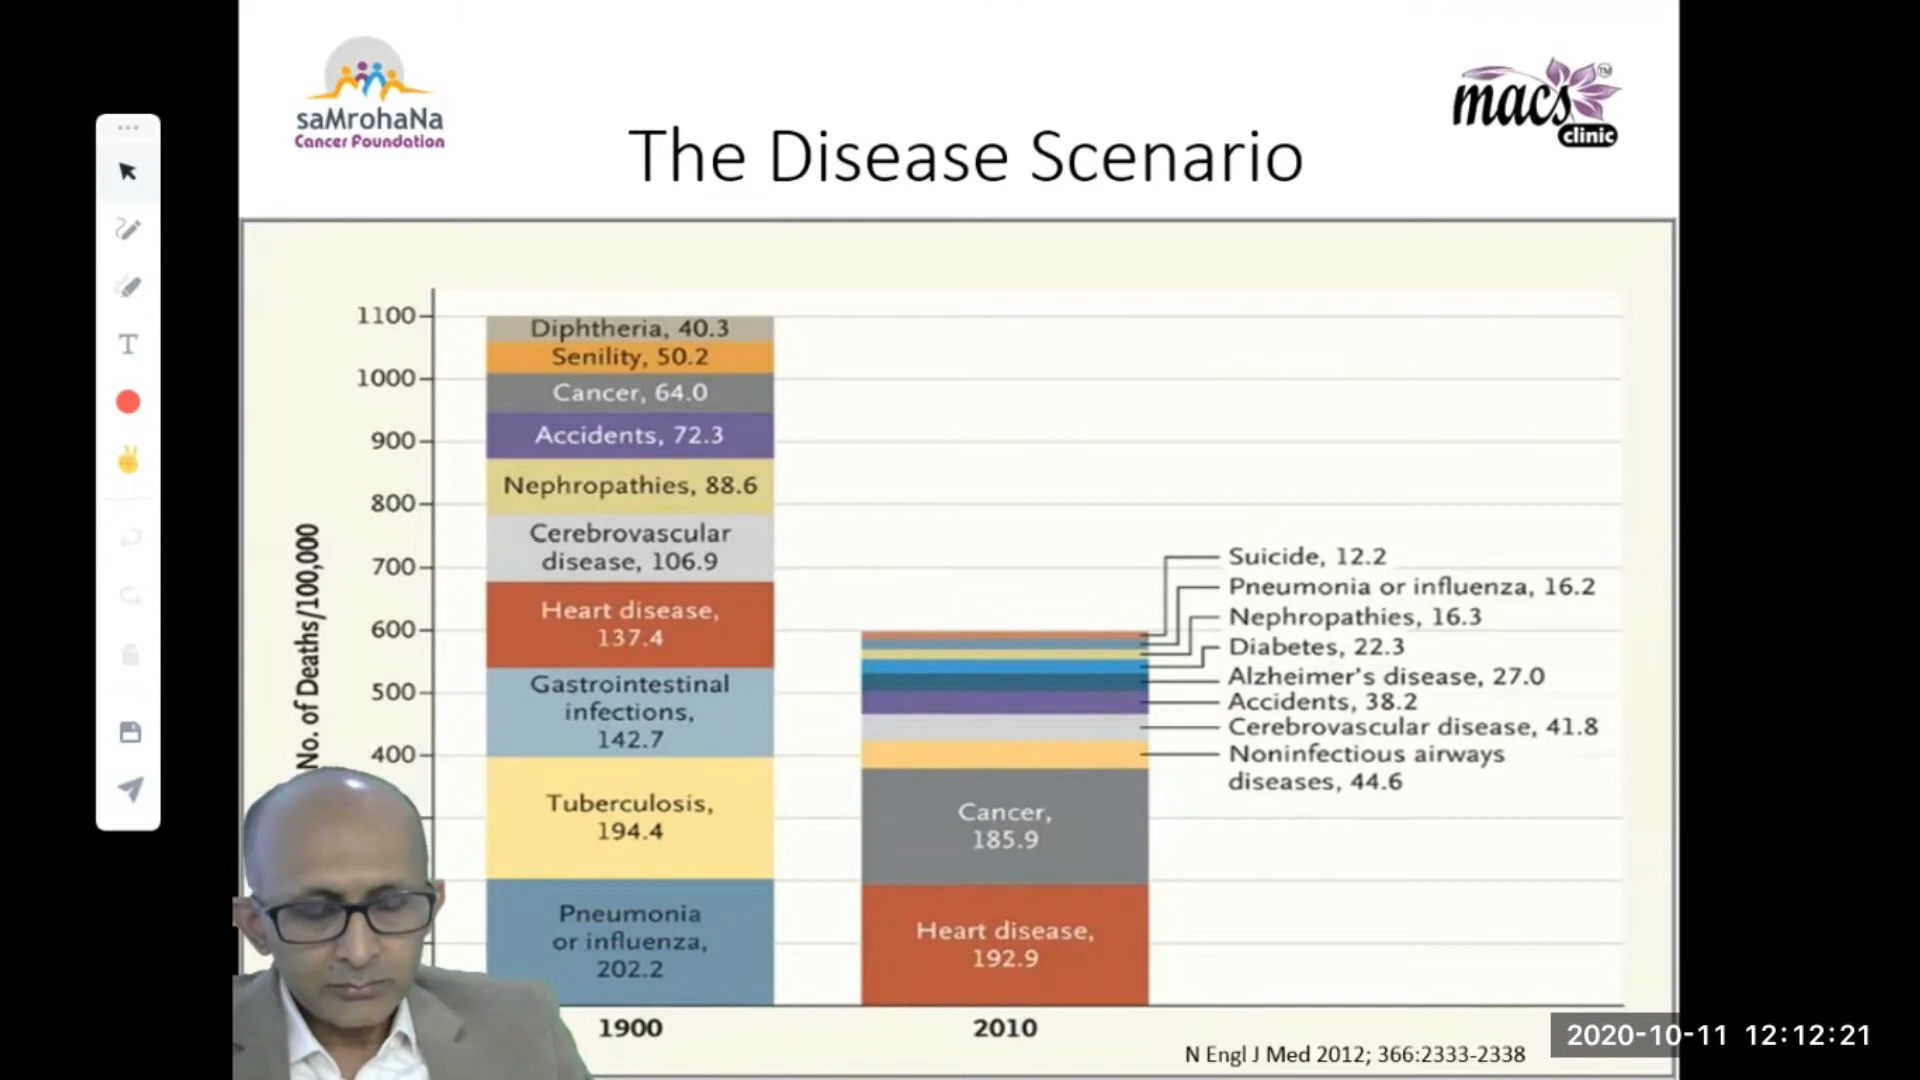 saMrohaNa
Cancer Foundation
macs
TM
clinic
The Disease Scenario
No. of Deaths/100,000
1100
1000
900
800
700
600
500
400
Diphtheria, 40.3
Senility, 50.2
Cancer, 64.0
Accidents, 72.3
Nephropathies, 88.6
Cerebrovascular
disease, 106.9
Heart disease,
137.4
Gastrointestinal
infections,
142.7
Tuberculosis,
194.4
Pneumonia
or influenza,
202.2
1900
Suicide, 12.2
Pneumonia or influenza, 16.2
Nephropathies, 16.3
Diabetes, 22.3
Alzheimer's disease, 27.0
Accidents, 38.2
Cerebrovascular disease, 41.8
Noninfectious airways
diseases, 44.6
Cancer,
185.9
Heart disease,
192.9
2010
N Engl J Med 2012; 366:2333-2338
2020-10-11 12:12:21
T